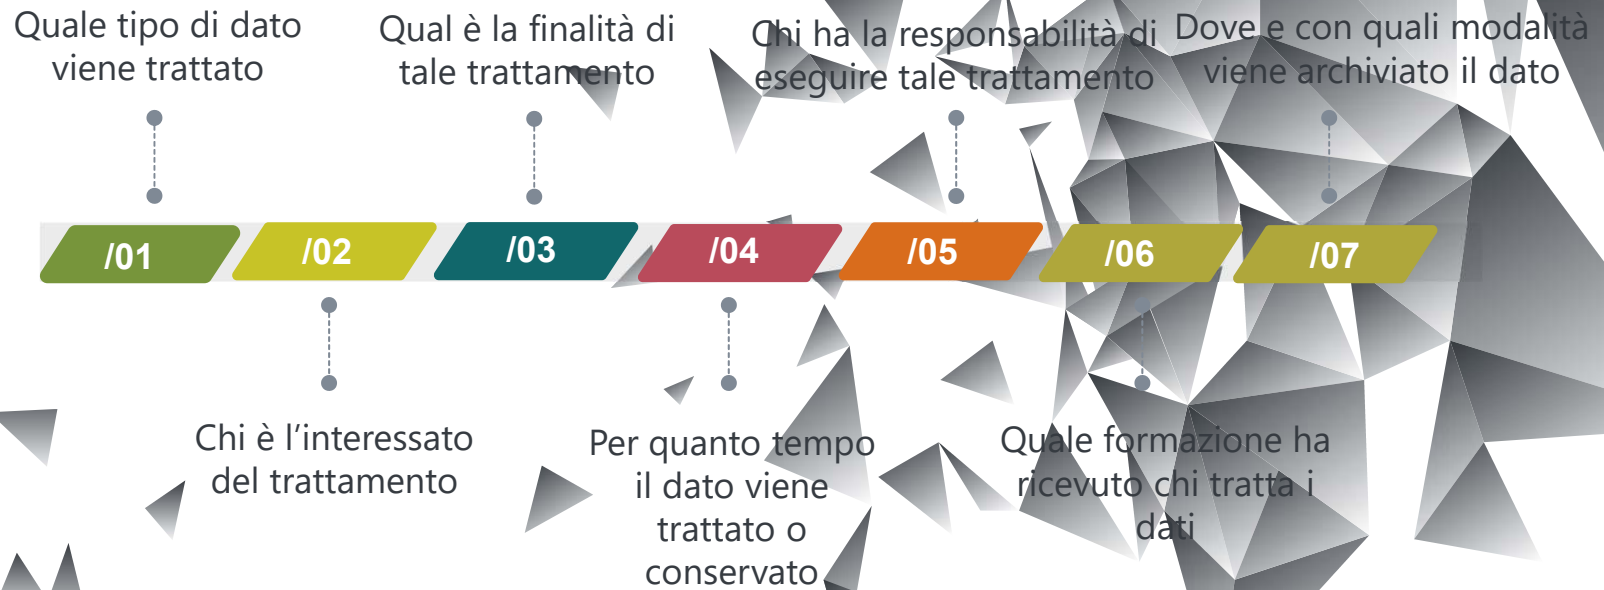 Quale tipo di dato
viene trattato
Qual è la finalità di
tale trattamento
Chi ha la responsabilità di
eseguire tale trattamento
Dove e con quali modalità
viene archiviato il dato
/01
/02
/03
/04
/05
/06
/07
Chi è l’interessato
del trattamento
Per quanto tempo
il dato viene
trattato o
conservato
Quale formazione ha
ricevuto chi tratta i
dati